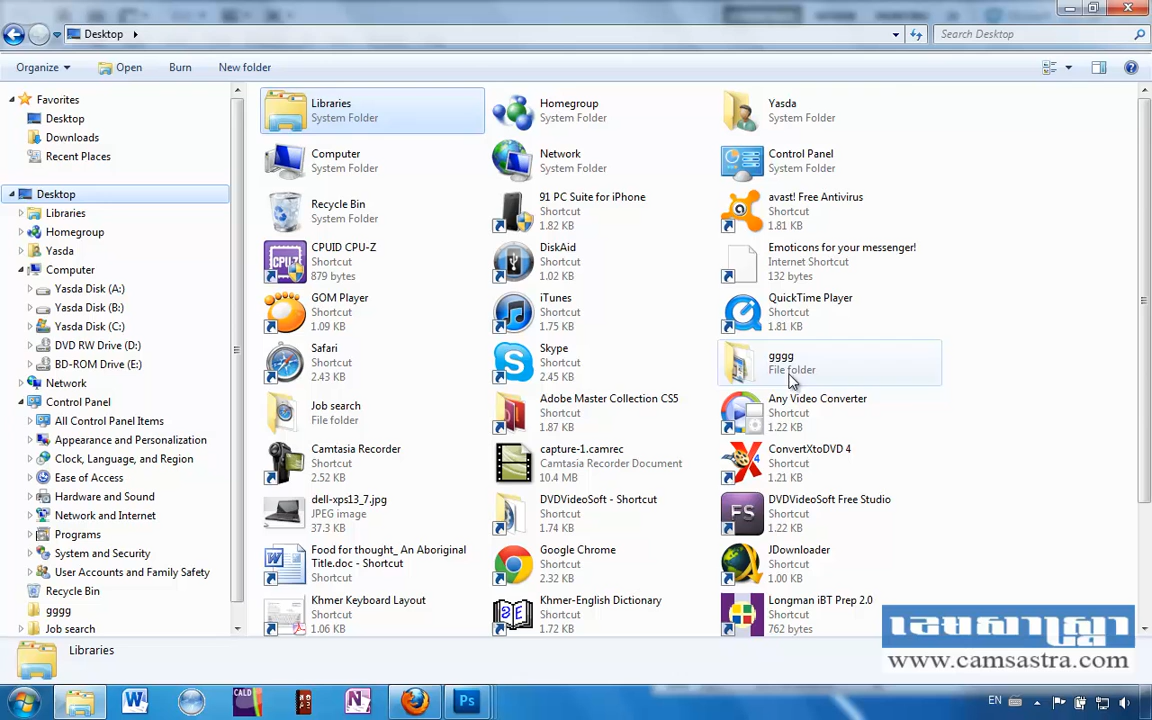 Desktop
Search Desktop
Organize
Open
Burn
New folder
Favorites
Desktop
Downloads
Recent Places
Desktop
Libraries
Homegroup
Yasda
Computer
Yasda Disk (A:)
Yasda Disk (B:)
Yasda Disk (C:)
DVD RW Drive (D:)
BD-ROM Drive (E:)
Network
Control Panel
All Control Panel Items
Appearance and Personalization
Clock, Language, and Region
Ease of Access
Hardware and Sound
Network and Internet
Programs
System and Security
User Accounts and Family Safety
Recycle Bin
gggg
Job search
Libraries
System Folder
Homegroup
System Folder
Yasda
System Folder
Computer
System Folder
Network
System Folder
Control Panel
System Folder
Recycle Bin
System Folder
91 PC Suite for iPhone
Shortcut
1.82 KB
avast! Free Antivirus
Shortcut
1.81 KB
CPUID CPU-Z
Shortcut
879 bytes
DiskAid
Shortcut
1.02 KB
Emoticons for your messenger!
Internet Shortcut
132 bytes
GOM Player
Shortcut
1.09 KB
iTunes
Shortcut
1.75 KB
QuickTime Player
Shortcut
1.81 KB
Safari
Shortcut
2.43 KB
Skype
Shortcut
2.45 KB
gggg
File folder
Job search
File folder
Adobe Master Collection CS5
Shortcut
1.87 KB
Any Video Converter
Shortcut
1.22 KB
Camtasia Recorder
Shortcut
2.52 KB
capture-1.camrec
Camtasia Recorder Document
10.4 MB
ConvertXtoDVD 4
Shortcut
1.21 KB
dell-xps13_7.jpg
JPEG image
37.3 KB
DVDVideoSoft - Shortcut
Shortcut
1.74 KB
DVDVideoSoft Free Studio
Shortcut
1.22 KB
Food for thought_ An Aboriginal
Title.doc - Shortcut
Shortcut
Google Chrome
Shortcut
2.32 KB
JDownloader
Shortcut
1.00 KB
Khmer Keyboard Layout
Shortcut
1.06 KB
Khmer-English Dictionary
Shortcut
1.72 KB
Longman iBT Prep 2.0
Shortcut
762 bytes
Libraries
www.camsastra.com
CALD
Ps
EN